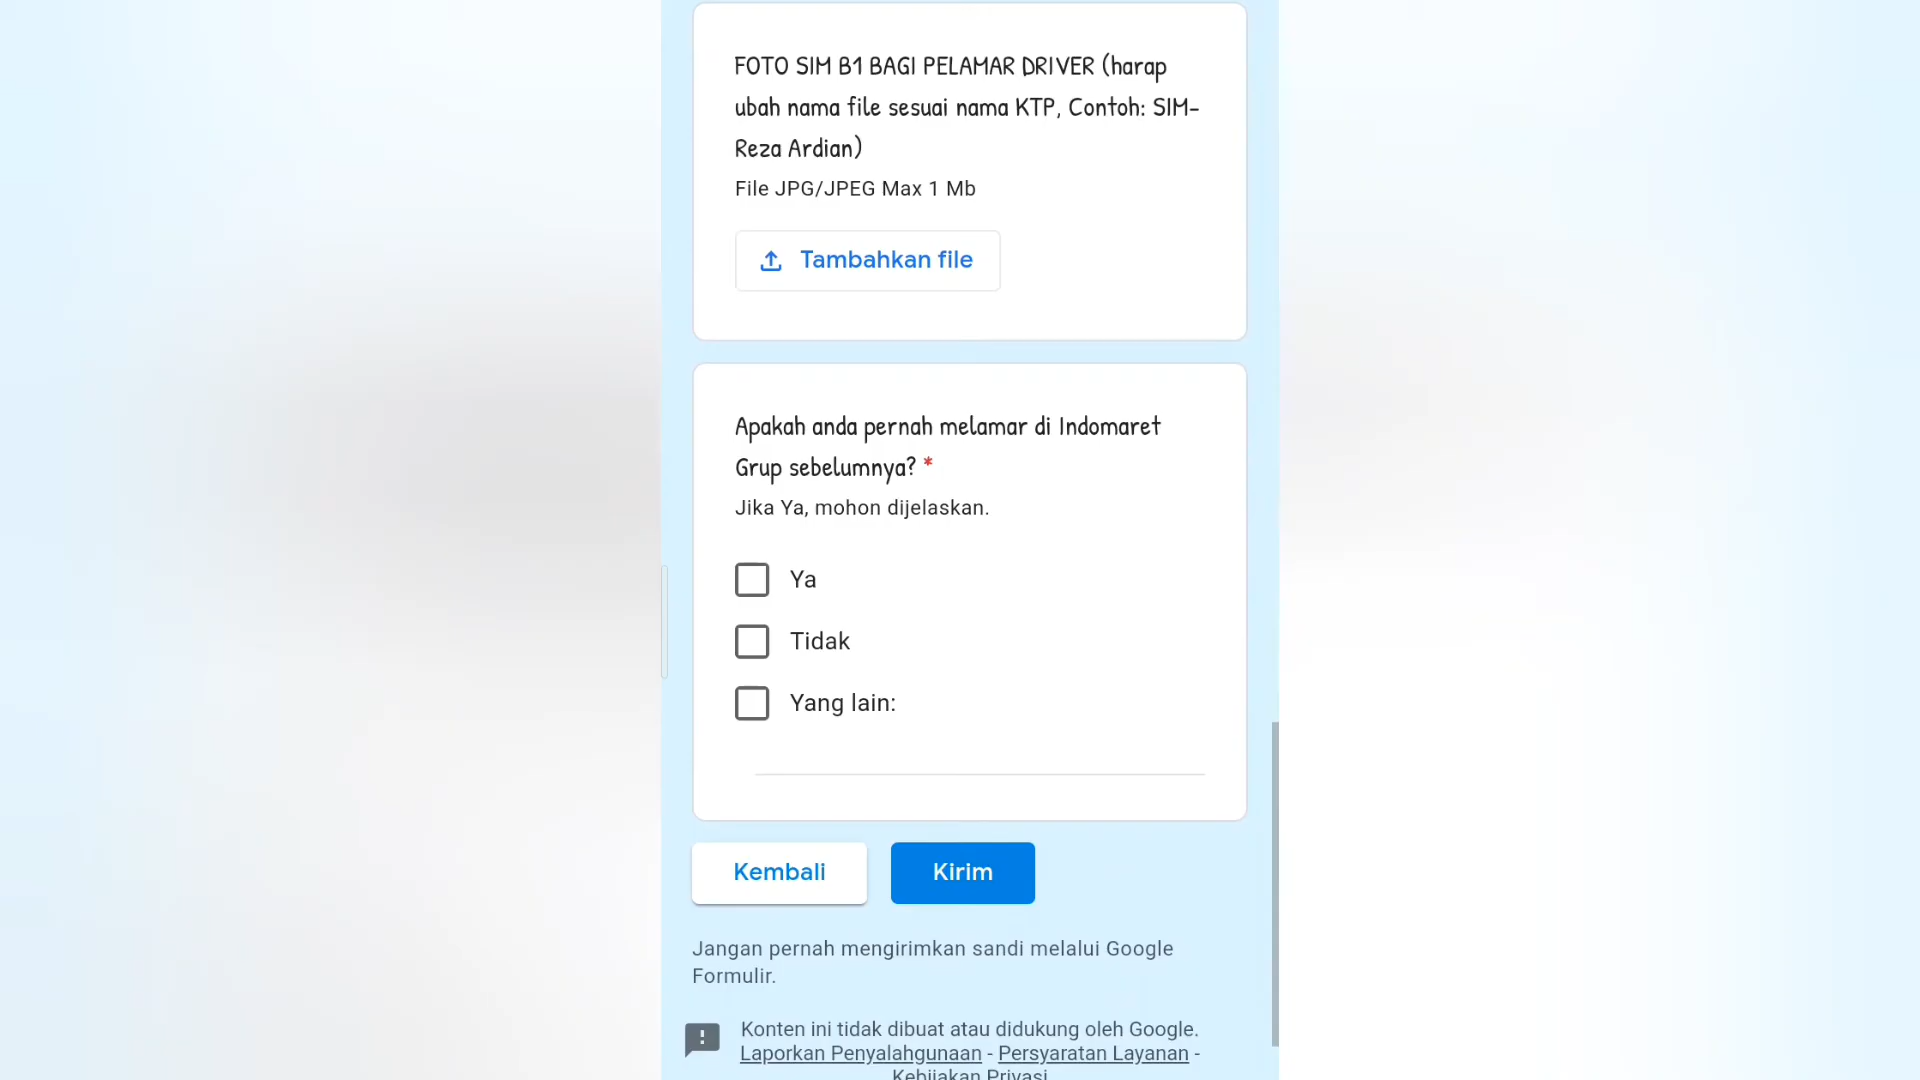 FOTO SIM B1 BAGI PELAMAR DRIVER (harap
ubah nama file sesuai nama KTP, Contoh: SIM-
Reza Ardian)
File JPG/JPEG Max 1 Mb
Tambahkan file
Apakah anda pernah melamar di Indomaret
Grup sebelumnya? *
Jika Ya, mohon dijelaskan.
Ya
Tidak
Yang lain:
Kembali
Kirim
Jangan pernah mengirimkan sandi melalui Google
Formulir.
Konten ini tidak dibuat atau didukung oleh Google.
Laporkan Penyalahgunaan - Persyaratan Layanan -
Kebijakan Privasi